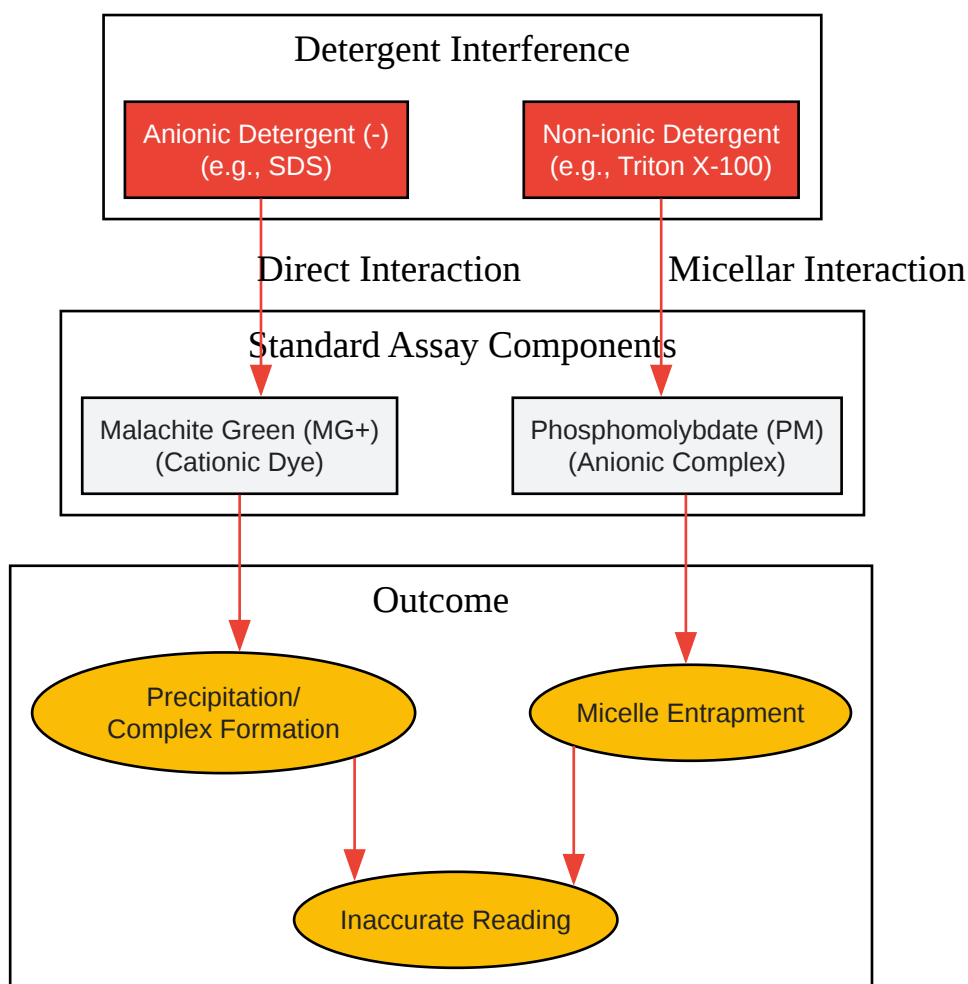 Detergent Interference
Anionic Detergent (-)
(e.g., SDS)
Non-ionic Detergent
(e.g., Triton X-100)
Direct Interaction
Micellar Interaction
Standard Assay Components
Malachite Green (MG+)
(Cationic Dye)
Phosphomolybdate (PM)
(Anionic Complex)
Outcome
Precipitation/
Complex Formation
Micelle Entrapment
Inaccurate Reading